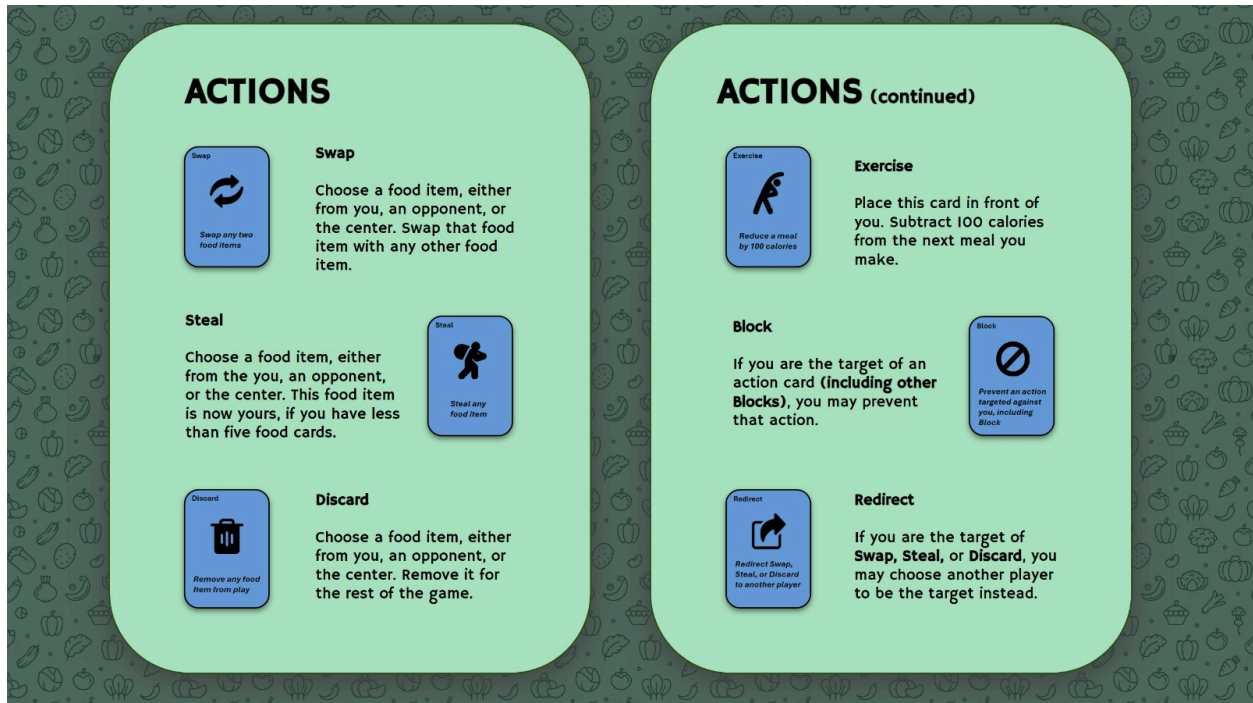 ACTIONS
Swap
Swap any two
food items
Swap
Choose a food item, either
from you, an opponent, or
the center. Swap that food
item with any other food
item.
Steal
Choose a food item, either
from the you, an opponent,
or the center. This food item
is now yours, if you have less
than five food cards.
Steal
Steal any
food item
Discard
Remove any food
Item from play
Discard
Choose a food item, either
from you, an opponent, or
the center. Remove it for
the rest of the game.
ACTIONS (continued)
Exercise
Reduce a meal
by 100 calories
Exercise
Place this card in front of
you. Subtract 100 calories
from the next meal you
make.
Block
If you are the target of an
action card (including other
Blocks), you may prevent
that action.
Block
Prevent an action
targeted against
you, including
Block
Redirect
Redirect Swap,
Steal, or Discard
to another player
Redirect
If you are the target of
Swap, Steal, or Discard, you
may choose another player
to be the target instead.